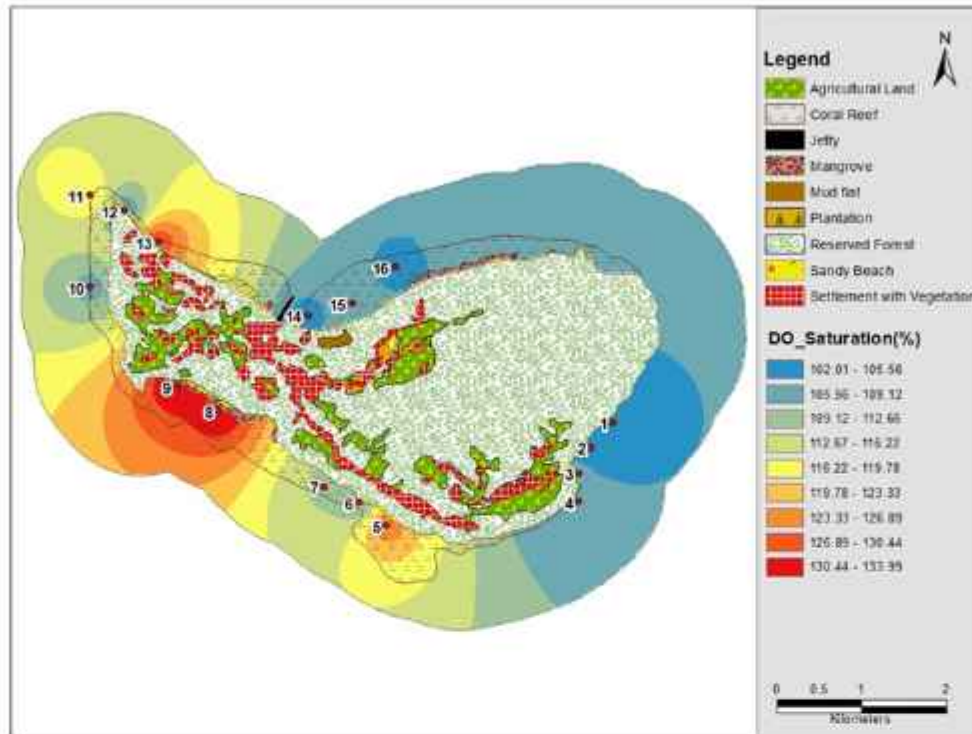 N
Legend
Agricultural Land
Coral Reef
Jetty
Mangrove
Mud flat
Plantation
Reserved Forest
Sandy Beach
Settlement with Vegetation
DO_Saturation(%)
102.01 - 105.56
105.56 - 109.12
109.12 - 112.66
112.67 - 116.22
116.22 - 119.78
119.78 - 123.33
123.33 - 126.89
126.89 - 130.44
130.44 - 133.99
0 0.5 1 2
Kilometers
11
12
13
16
10
15
14
9
8
1
2
3
7
6
4
5